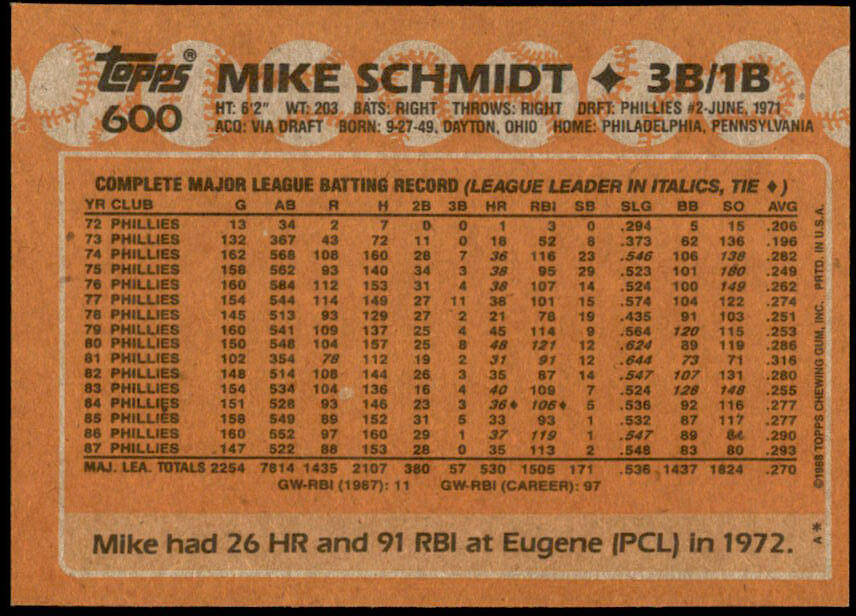 topps®
600
MIKE SCHMIDT ✦ 3B/1B
HT: 6'2" WT: 203 BATS: RIGHT THROWS: RIGHT DRFT: PHILLIES #2-JUNE, 1971
ACQ: VIA DRAFT BORN: 9-27-49, DAYTON, OHIO HOME: PHILADELPHIA, PENNSYLVANIA
COMPLETE MAJOR LEAGUE BATTING RECORD (LEAGUE LEADER IN ITALICS, TIE ♦)
YR CLUB G AB R H 2B 3B HR RBI SB SLG BB SO AVG
72 PHILLIES 13 34 2 7 0 0 1 3 0 .294 5 15 .206
73 PHILLIES 132 367 43 72 11 0 18 52 8 .373 62 136 .196
74 PHILLIES 162 568 108 160 28 7 36 116 23 .546 106 138 .282
75 PHILLIES 158 562 93 140 34 3 38 95 29 .523 101 180 .249
76 PHILLIES 160 584 112 153 31 4 38 107 14 .524 100 149 .262
77 PHILLIES 154 544 114 149 27 11 38 101 15 .574 104 122 .274
78 PHILLIES 145 513 93 129 27 2 21 78 19 .435 91 103 .251
79 PHILLIES 160 541 109 137 25 4 45 114 9 .564 120 115 .253
80 PHILLIES 150 548 104 157 25 8 48 121 12 .624 89 119 .286
81 PHILLIES 102 354 78 112 19 2 31 91 12 .644 73 71 .316
82 PHILLIES 148 514 108 144 26 3 35 87 14 .547 107 131 .280
83 PHILLIES 154 534 104 136 16 4 40 109 7 .524 128 148 .255
84 PHILLIES 151 528 93 146 23 3 36♦ 106♦ 5 .536 92 116 .277
85 PHILLIES 158 549 89 152 31 5 33 93 1 .532 87 117 .277
86 PHILLIES 160 552 97 160 29 1 37 119 1 .547 89 84 .290
87 PHILLIES 147 522 88 153 28 0 35 113 2 .548 83 80 .293
MAJ. LEA. TOTALS 2254 7814 1435 2107 380 57 530 1505 171 .536 1437 1824 .270
GW-RBI (1987): 11 GW-RBI (CAREER): 97
Mike had 26 HR and 91 RBI at Eugene (PCL) in 1972.
A* ©1988 TOPPS CHEWING GUM, INC. PRTD. IN U.S.A.